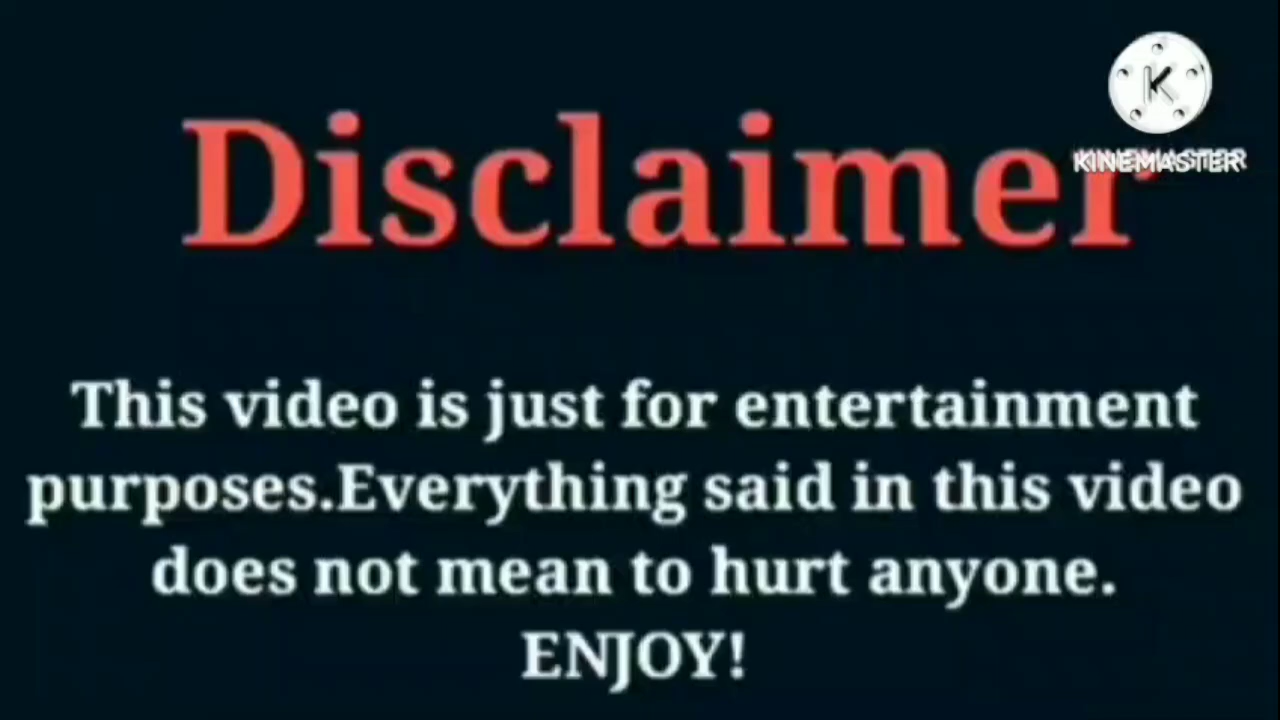 K
KINEMASTER
Disclaimer
This video is just for entertainment
purposes.Everything said in this video
does not mean to hurt anyone.
ENJOY!